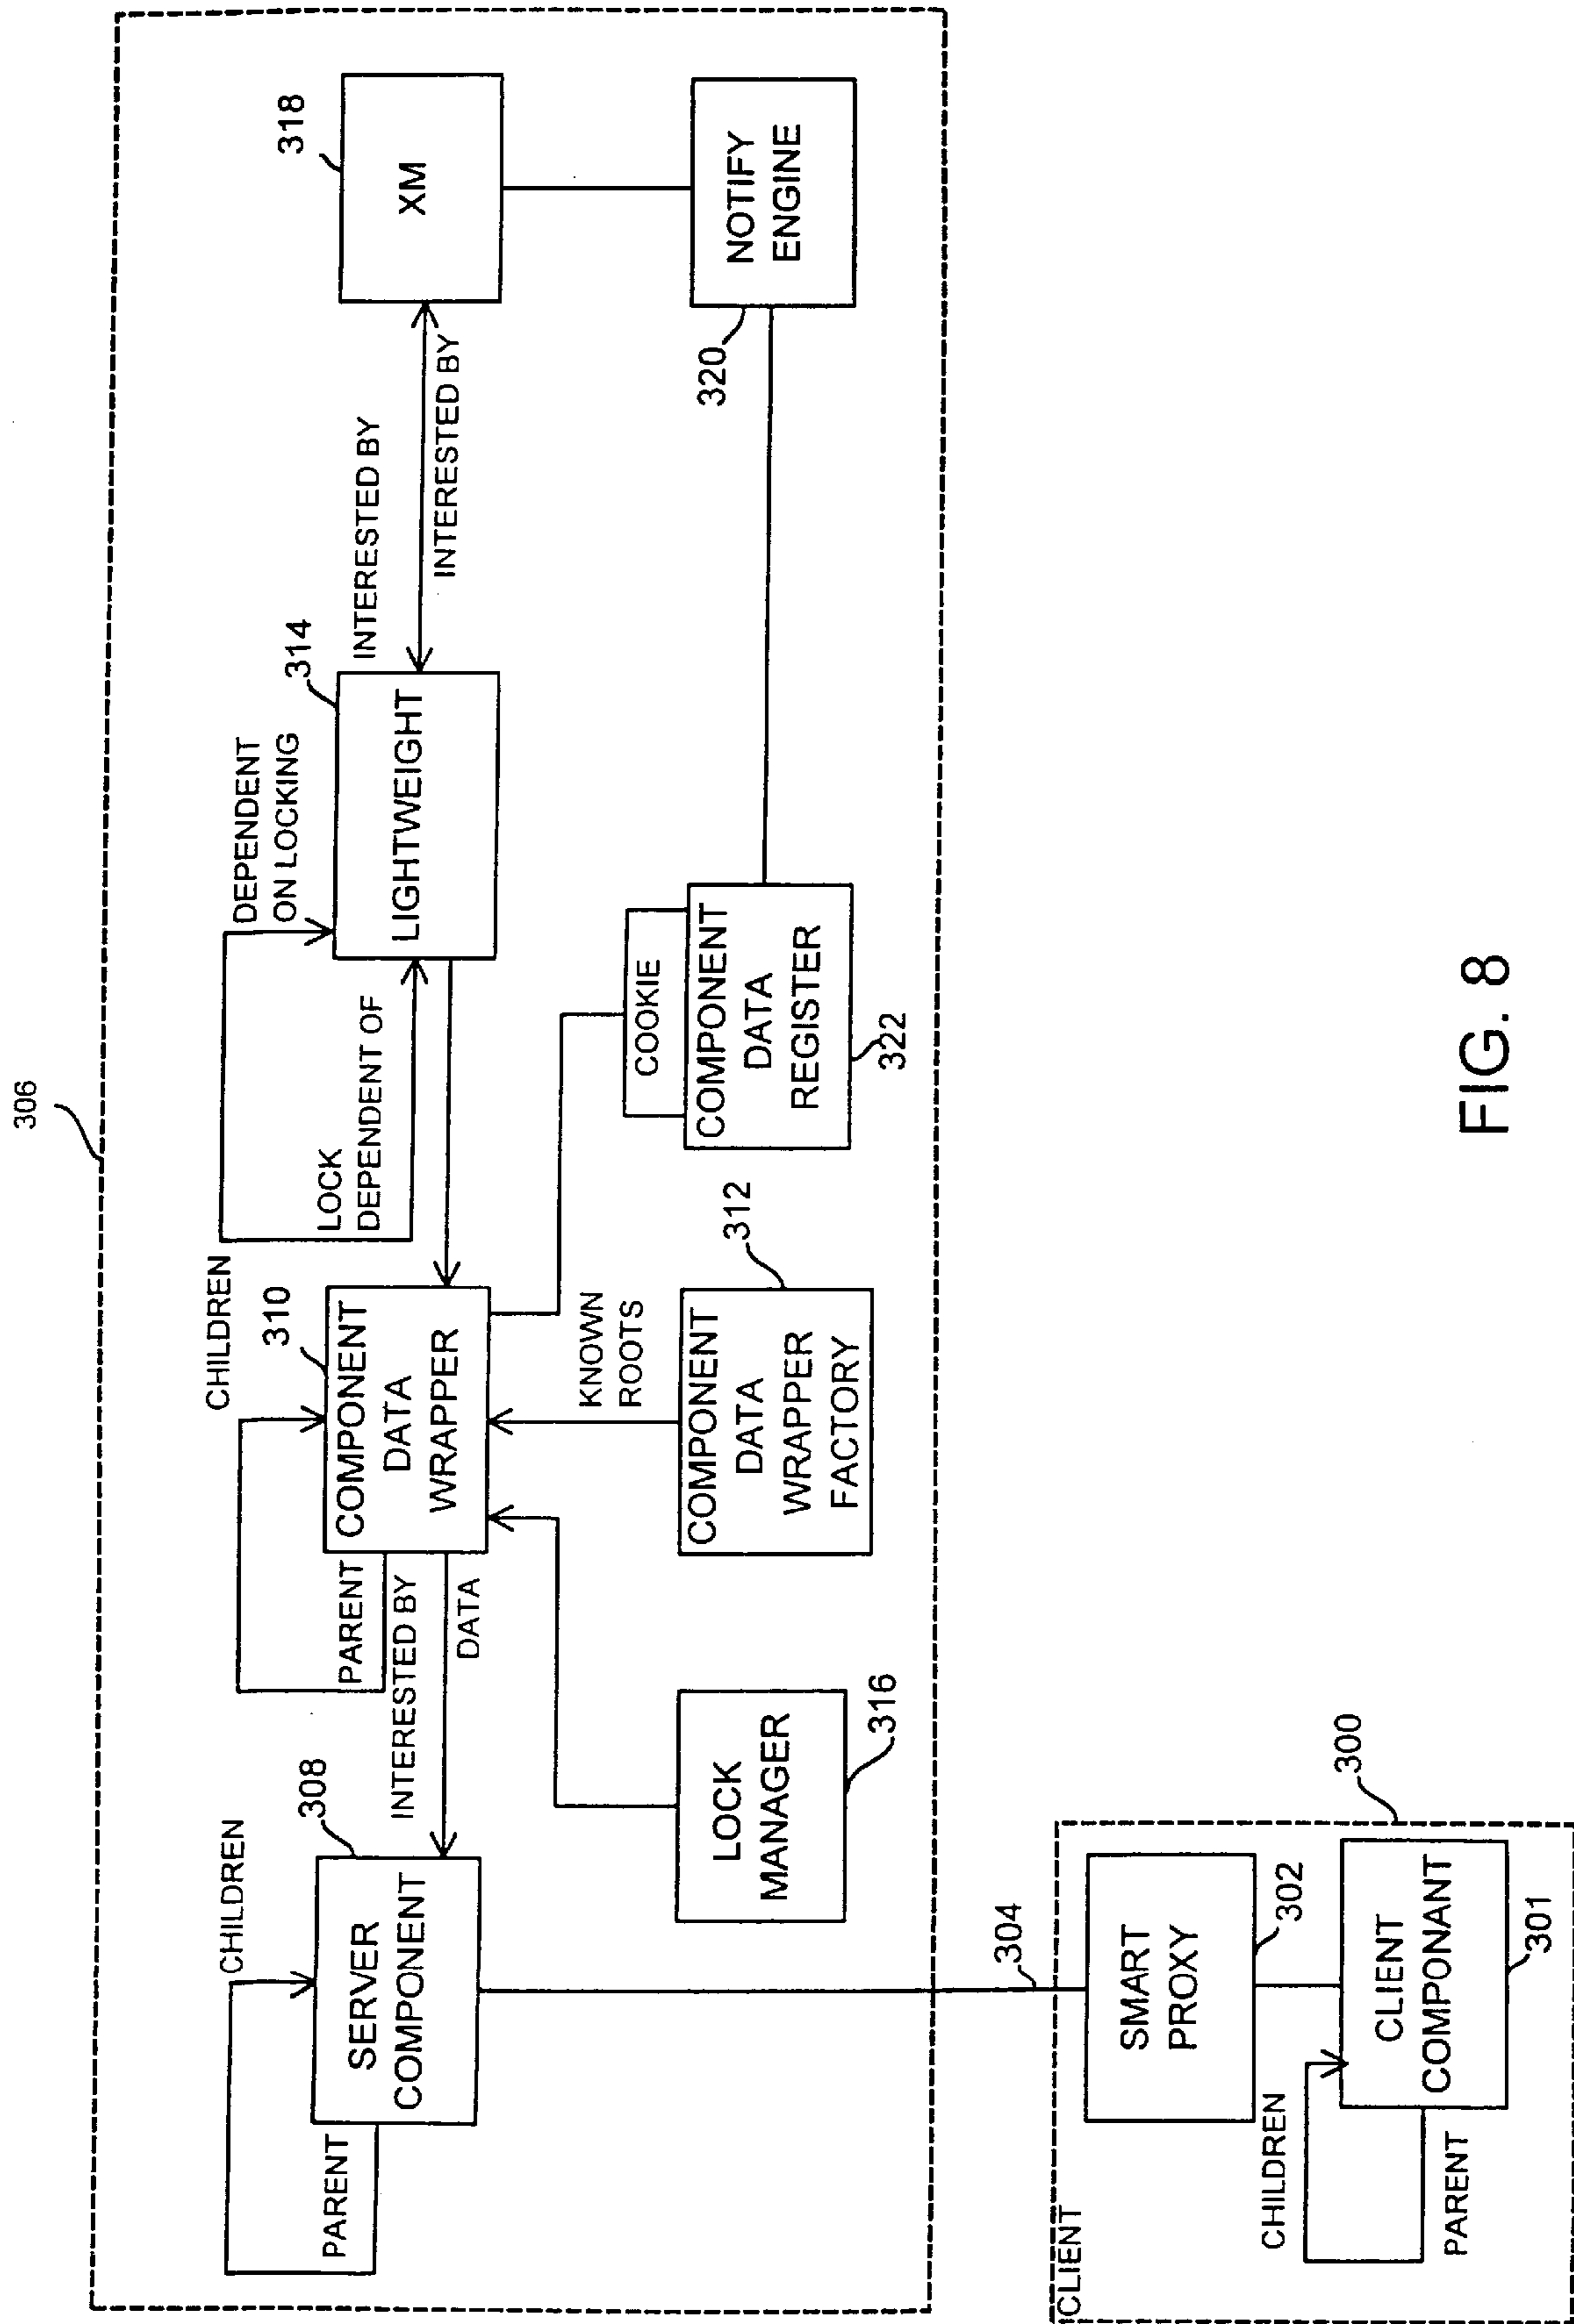 306
CHILDREN
PARENT
308
SERVER
COMPONENT
INTERESTED BY
DATA
CHILDREN
PARENT
310
COMPONENT
DATA
WRAPPER
LOCK
DEPENDENT OF
DEPENDENT
ON LOCKING
314
LIGHTWEIGHT
INTERESTED BY
INTERESTED BY
318
XM
LOCK
MANAGER
316
KNOWN
ROOTS
312
COMPONENT
DATA
WRAPPER
FACTORY
COOKIE
COMPONENT
DATA
REGISTER
322
320
NOTIFY
ENGINE
304
CLIENT
300
SMART
PROXY
302
CHILDREN
PARENT
CLIENT
COMPONANT
301
FIG. 8